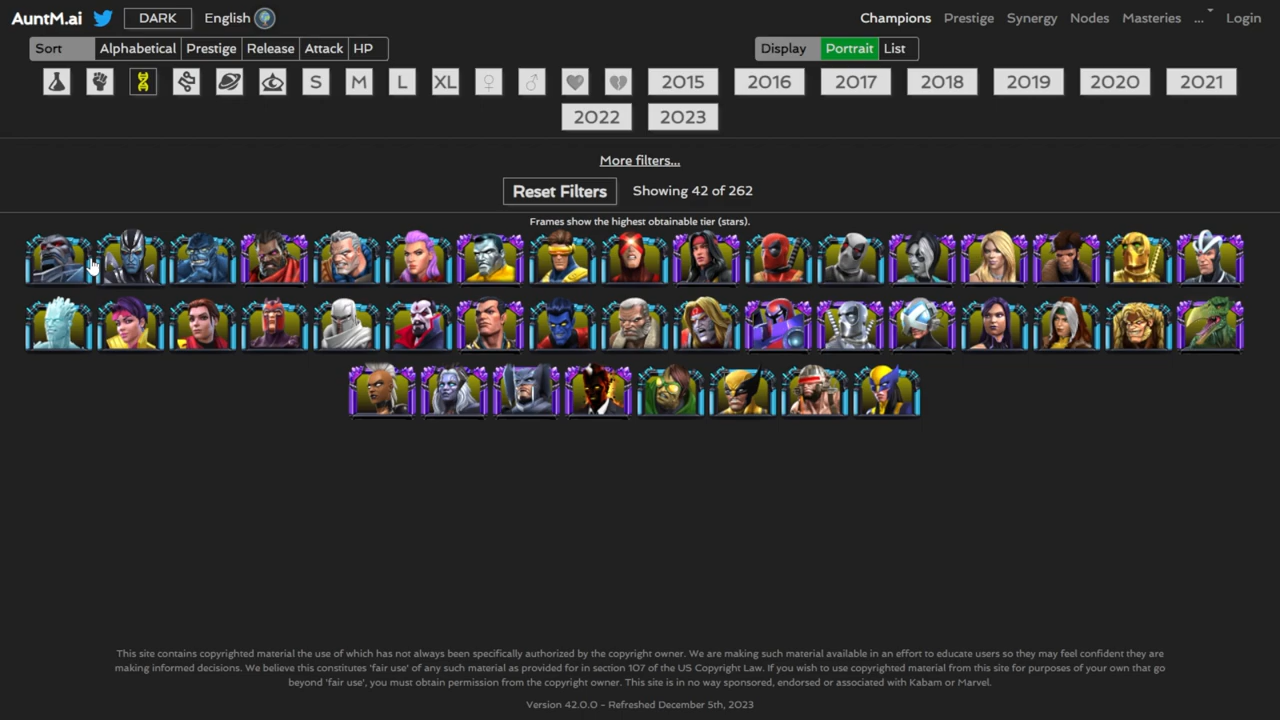 AuntM.ai DARK English Champions Prestige Synergy Nodes Masteries ... Login
Sort Alphabetical Prestige Release Attack HP Display Portrait List
S M L XL 2015 2016 2017 2018 2019 2020 2021
2022 2023
More filters...
Reset Filters Showing 42 of 262
Frames show the highest obtainable tier (stars).
This site contains copyrighted material the use of which has not always been specifically authorized by the copyright owner. We are making such material available in an effort to educate users so they may feel confident they are
making informed decisions. We believe this constitutes 'fair use' of any such material as provided for in section 107 of the US Copyright Law. If you wish to use copyrighted material from this site for purposes of your own that go
beyond 'fair use', you must obtain permission from the copyright owner. This site is in no way sponsored, endorsed or associated with Kabam or Marvel.
Version 42.0.0 - Refreshed December 5th, 2023